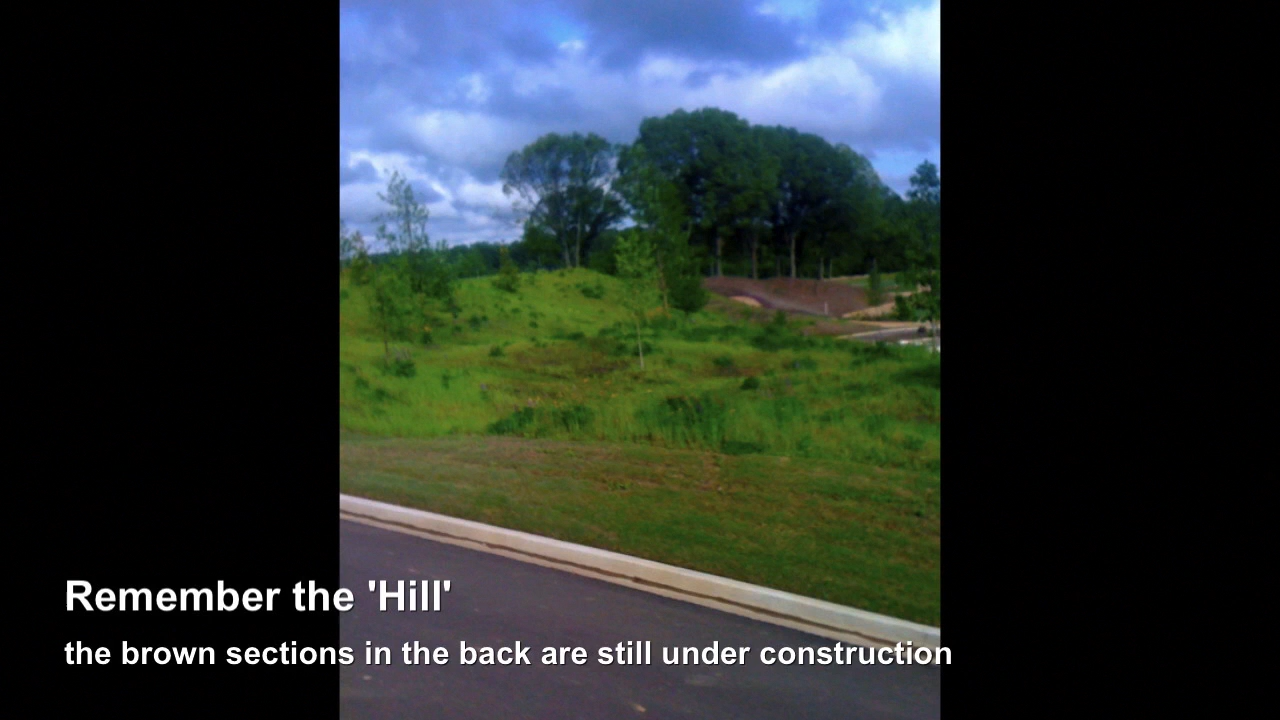 Remember the 'Hill'
the brown sections in the back are still under construction